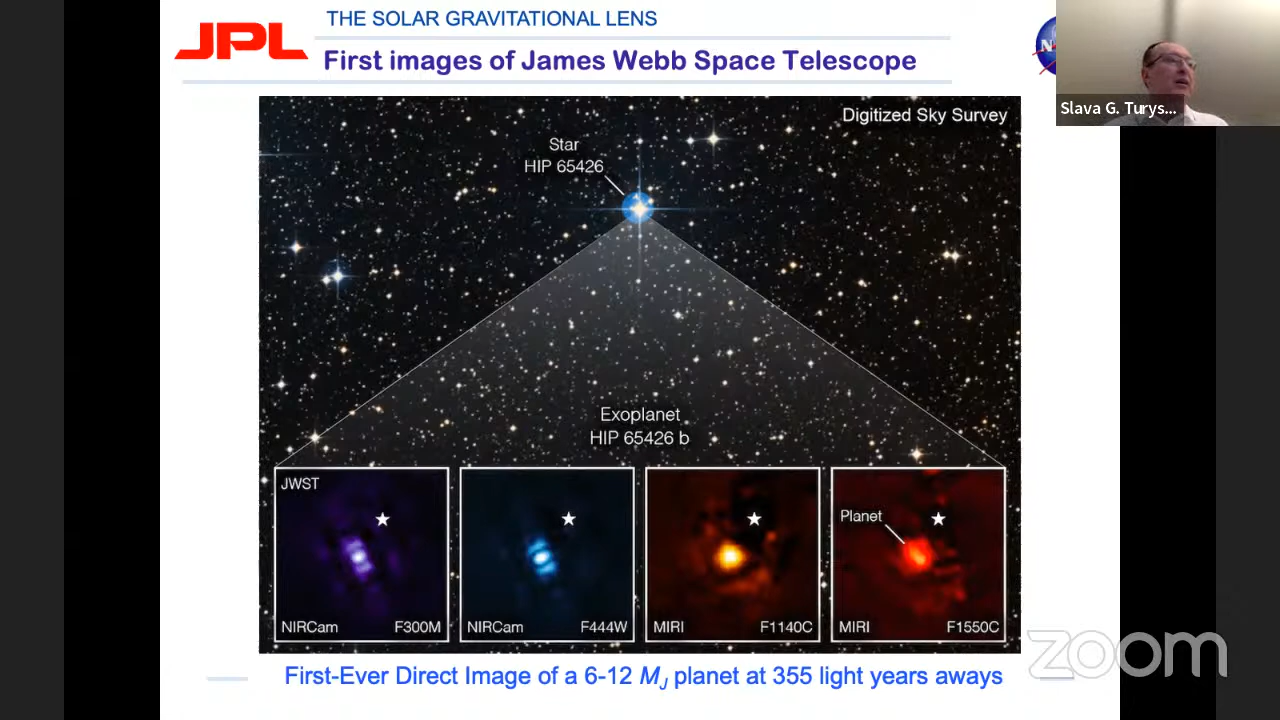 JPL
THE SOLAR GRAVITATIONAL LENS
First images of James Webb Space Telescope
Slava G. Turys...
Digitized Sky Survey
Star
HIP 65426
Exoplanet
HIP 65426 b
JWST
NIRCam F300M
NIRCam F444W
MIRI F1140C
Planet
MIRI F1550C
First-Ever Direct Image of a 6-12 MJ planet at 355 light years aways
zoom